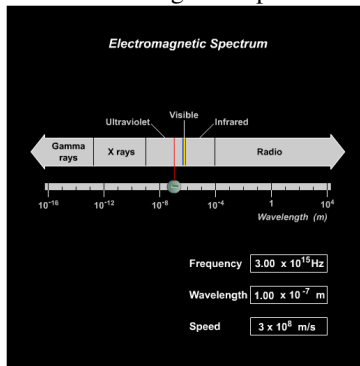 Electromagnetic Spectrum
Visible
Ultraviolet Infrared
Gamma rays X rays Radio
10-16 10-12 10-8 10-4 1 104
Wavelength (m)
Frequency 3.00 x 1015Hz
Wavelength 1.00 x 10-7 m
Speed 3 x 108 m/s